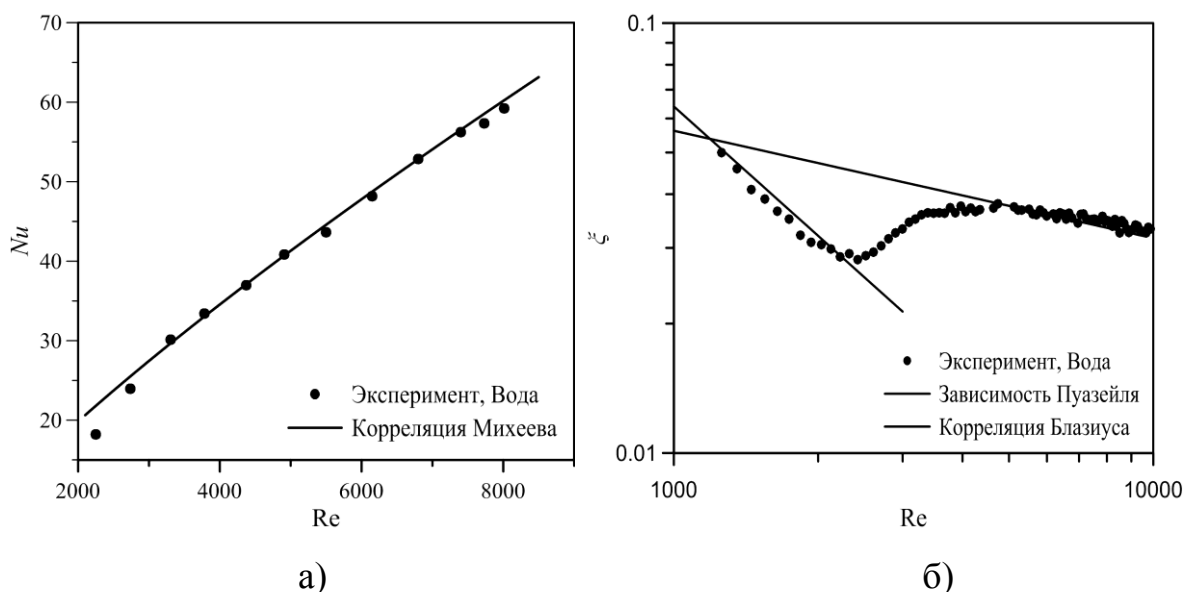 70
60
50
40
30
20
Nu
2000
4000
6000
8000
Re
Эксперимент, Вода
Корреляция Михеева
а)
0.1
0.01
ξ
1000
10000
Re
Эксперимент, Вода
Зависимость Пуазейля
Корреляция Блазиуса
б)